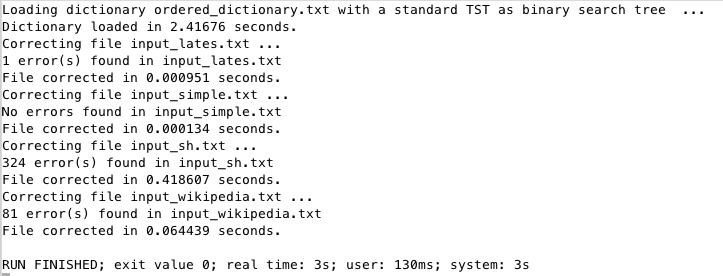 Loading dictionary ordered_dictionary.txt with a standard TST as binary search tree  ...
Dictionary loaded in 2.41676 seconds.
Correcting file input_lates.txt ...
1 error(s) found in input_lates.txt
File corrected in 0.000951 seconds.
Correcting file input_simple.txt ...
No errors found in input_simple.txt
File corrected in 0.000134 seconds.
Correcting file input_sh.txt ...
324 error(s) found in input_sh.txt
File corrected in 0.418607 seconds.
Correcting file input_wikipedia.txt ...
81 error(s) found in input_wikipedia.txt
File corrected in 0.064439 seconds.
RUN FINISHED; exit value 0; real time: 3s; user: 130ms; system: 3s